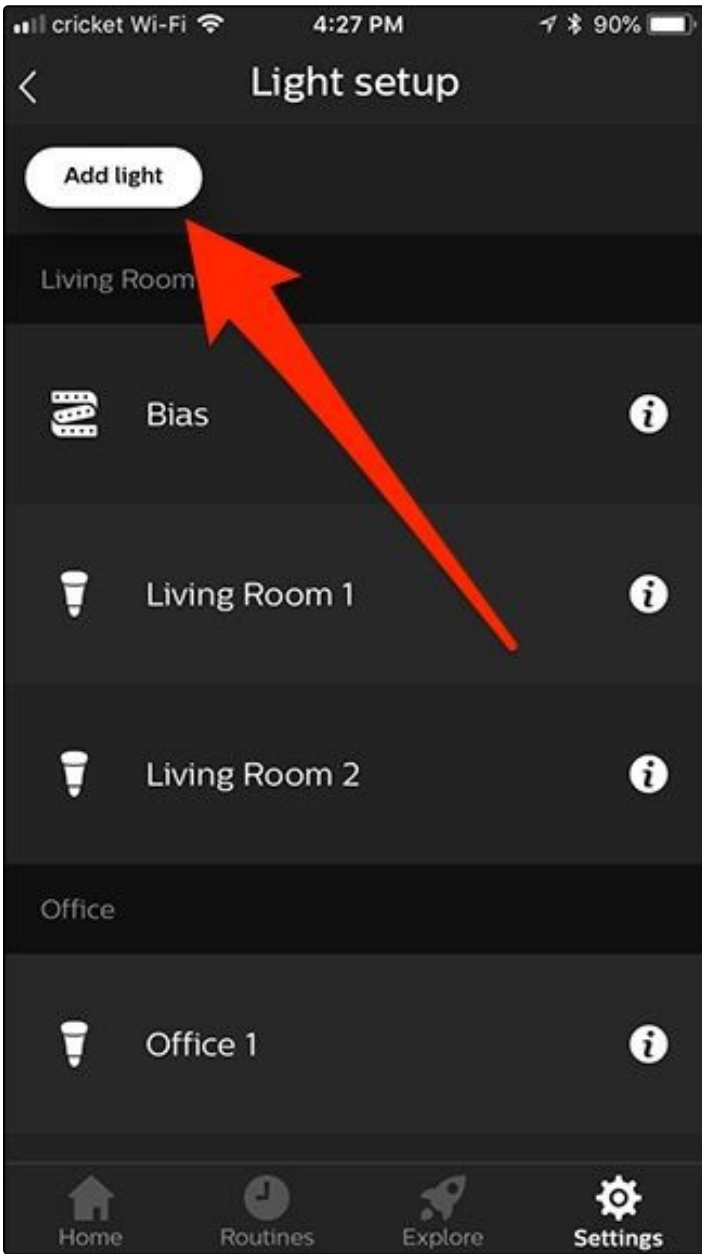 cricket Wi-Fi 4:27 PM 90%
Light setup
Add light
Living Room
Bias
Living Room 1
Living Room 2
Office
Office 1
Home Routines Explore Settings